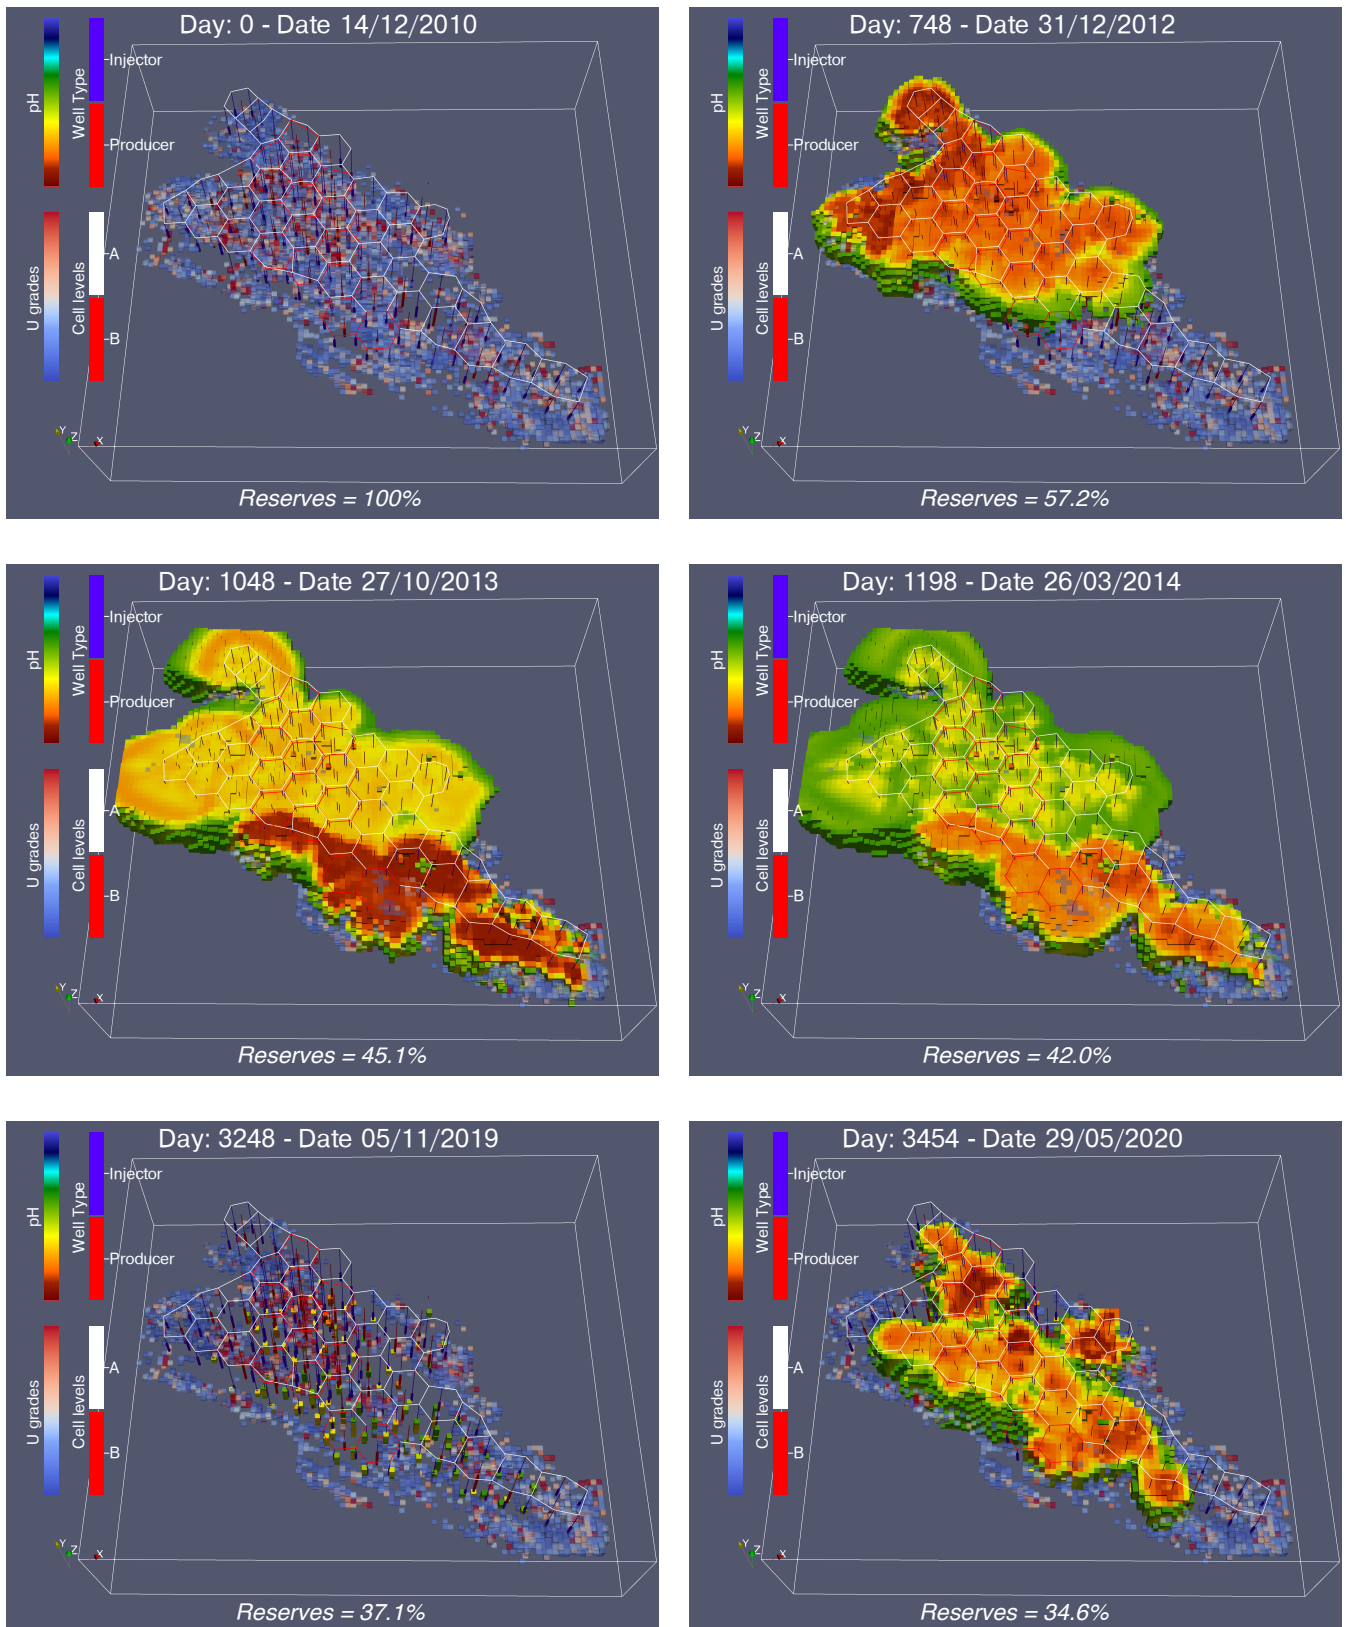 Day: 0 - Date 14/12/2010
pH
Well Type
Injector
Producer
U grades
Cell levels
A
B
Y
Z
X
Reserves = 100%
Day: 748 - Date 31/12/2012
pH
Well Type
Injector
Producer
U grades
Cell levels
A
B
Y
Z
X
Reserves = 57.2%
Day: 1048 - Date 27/10/2013
pH
Well Type
Injector
Producer
U grades
Cell levels
A
B
Y
Z
X
Reserves = 45.1%
Day: 1198 - Date 26/03/2014
pH
Well Type
Injector
Producer
U grades
Cell levels
A
B
Y
Z
X
Reserves = 42.0%
Day: 3248 - Date 05/11/2019
pH
Well Type
Injector
Producer
U grades
Cell levels
A
B
Y
Z
X
Reserves = 37.1%
Day: 3454 - Date 29/05/2020
pH
Well Type
Injector
Producer
U grades
Cell levels
A
B
Y
Z
X
Reserves = 34.6%